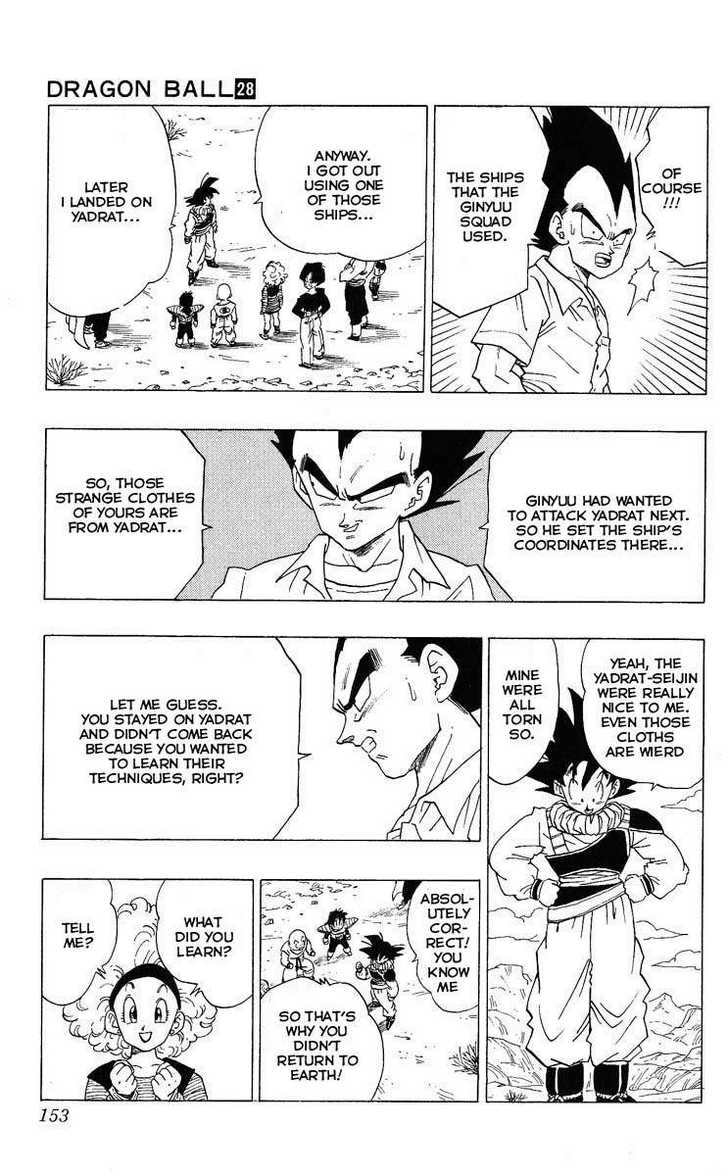 DRAGON BALL 28
OF
COURSE
!!!
THE SHIPS
THAT THE
GINYUU
SQUAD
USED.
ANYWAY.
I GOT OUT
USING ONE
OF THOSE
SHIPS...
LATER
I LANDED ON
YADRAT...
GINYUU HAD WANTED
TO ATTACK YADRAT NEXT.
SO HE SET THE SHIP'S
COORDINATES THERE...
SO, THOSE
STRANGE CLOTHES
OF YOURS ARE
FROM YADRAT...
YEAH, THE
YADRAT-SEIJIN
WERE REALLY
NICE TO ME.
EVEN THOSE
CLOTHS
ARE WIERD
MINE
WERE
ALL
TORN
SO.
LET ME GUESS.
YOU STAYED ON YADRAT
AND DIDN'T COME BACK
BECAUSE YOU WANTED
TO LEARN THEIR
TECHNIQUES, RIGHT?
ABSOL-
UTELY
COR-
RECT!
YOU
KNOW
ME
SO THAT'S
WHY YOU
DIDN'T
RETURN TO
EARTH!
WHAT
DID YOU
LEARN?
TELL
ME?
153